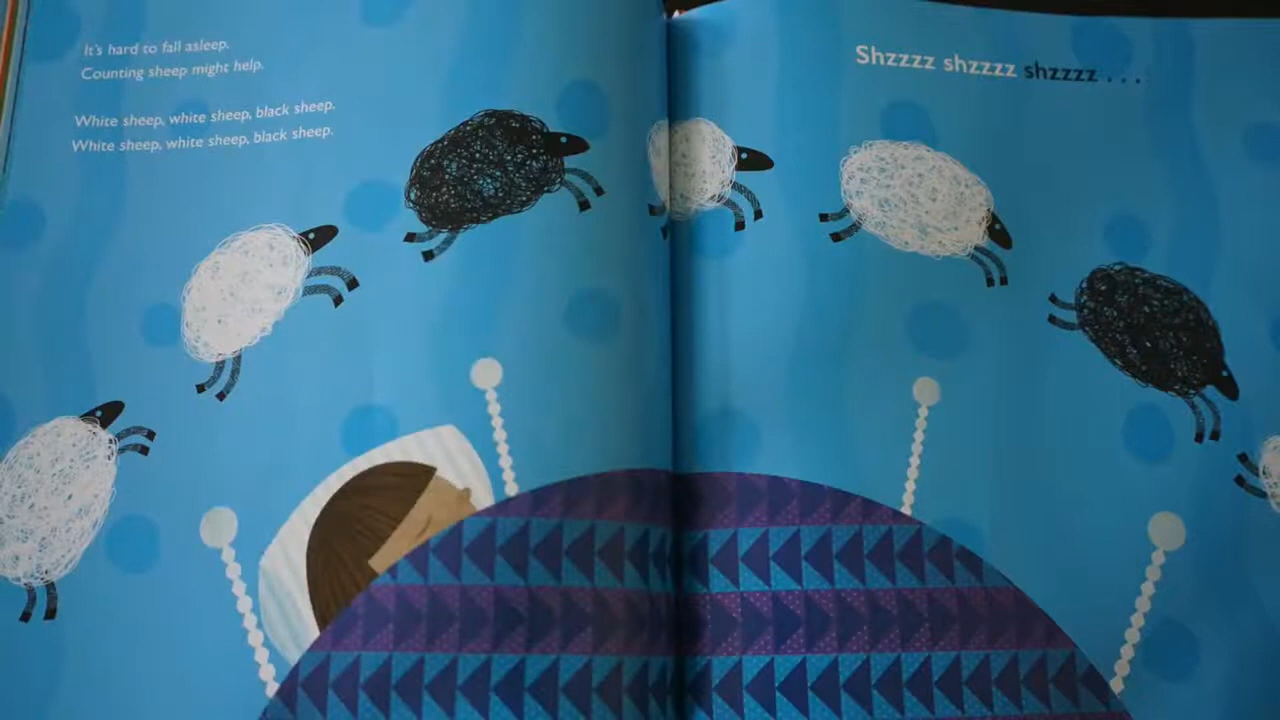 It's hard to fall asleep.
Counting sheep might help.
White sheep, white sheep, black sheep.
White sheep, white sheep, black sheep.
Shzzzz shzzzz shzzzz . . .